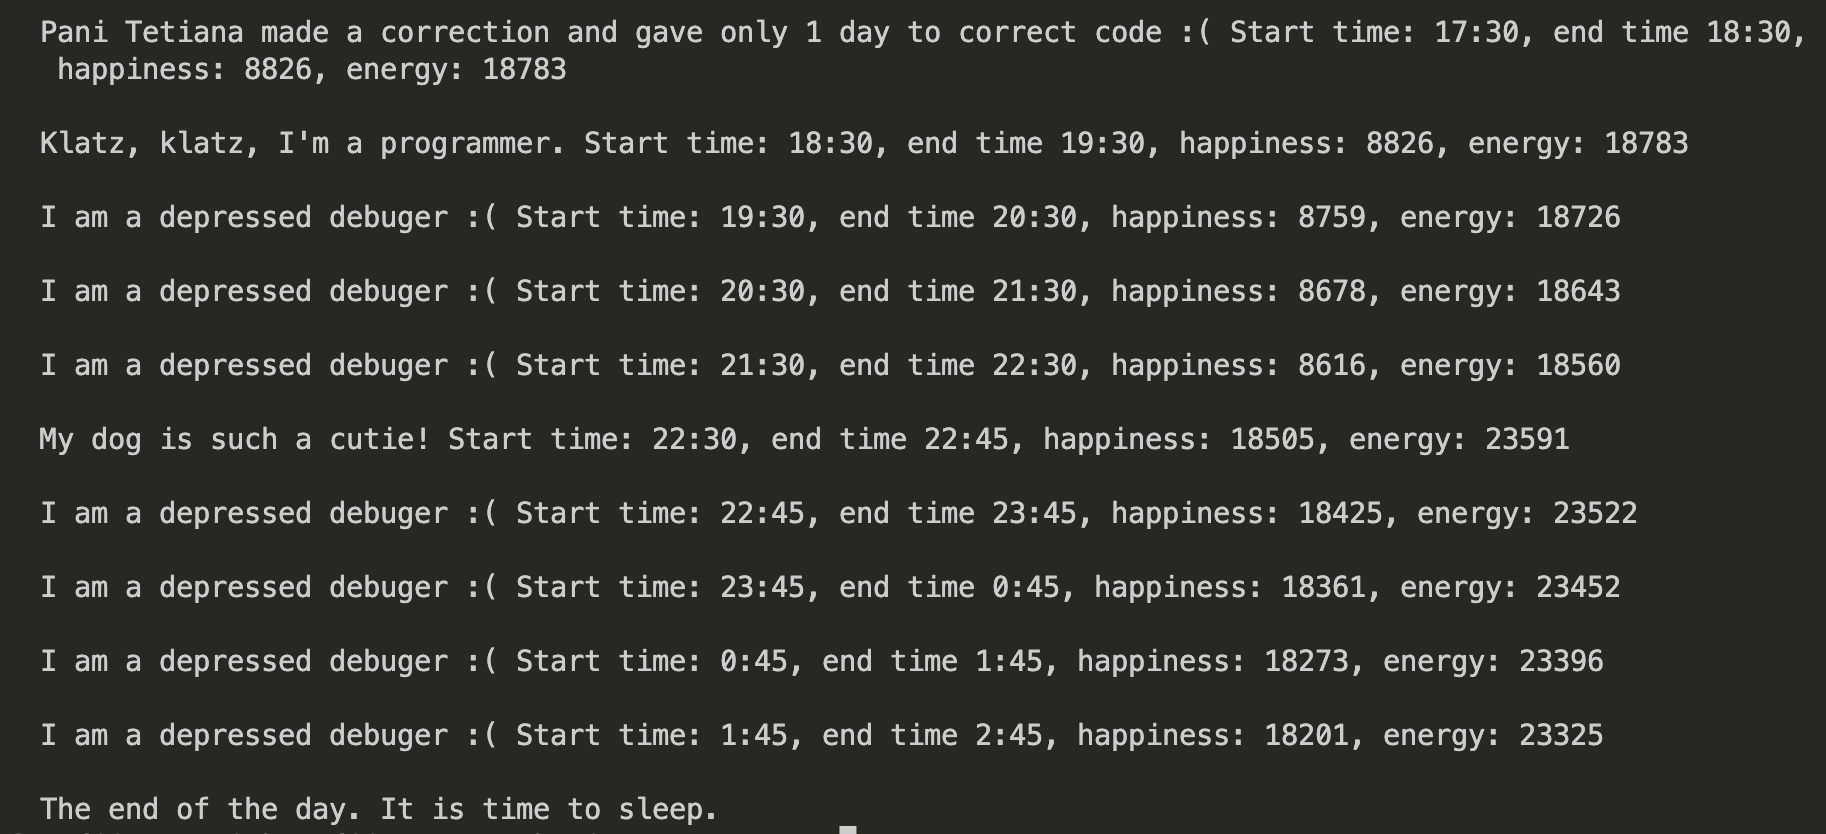 Pani Tetiana made a correction and gave only 1 day to correct code :( Start time: 17:30, end time 18:30,
happiness: 8826, energy: 18783
Klatz, klatz, I'm a programmer. Start time: 18:30, end time 19:30, happiness: 8826, energy: 18783
I am a depressed debuger :( Start time: 19:30, end time 20:30, happiness: 8759, energy: 18726
I am a depressed debuger :( Start time: 20:30, end time 21:30, happiness: 8678, energy: 18643
I am a depressed debuger :( Start time: 21:30, end time 22:30, happiness: 8616, energy: 18560
My dog is such a cutie! Start time: 22:30, end time 22:45, happiness: 18505, energy: 23591
I am a depressed debuger :( Start time: 22:45, end time 23:45, happiness: 18425, energy: 23522
I am a depressed debuger :( Start time: 23:45, end time 0:45, happiness: 18361, energy: 23452
I am a depressed debuger :( Start time: 0:45, end time 1:45, happiness: 18273, energy: 23396
I am a depressed debuger :( Start time: 1:45, end time 2:45, happiness: 18201, energy: 23325
The end of the day. It is time to sleep.